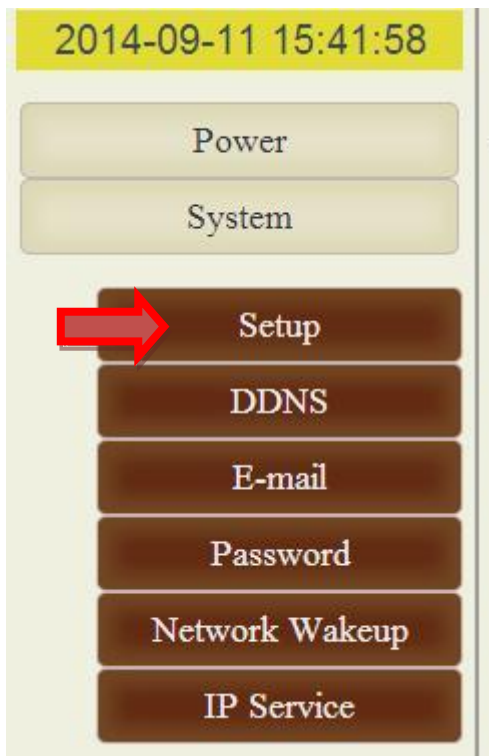 2014-09-11 15:41:58
Power
System
Setup
DDNS
E-mail
Password
Network Wakeup
IP Service